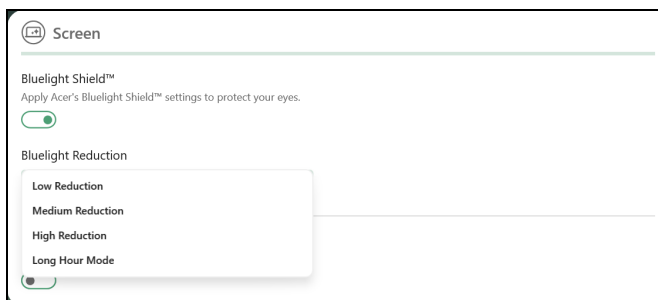 Screen
Bluelight Shield™
Apply Acer's Bluelight Shield™ settings to protect your eyes.
Bluelight Reduction
Low Reduction
Medium Reduction
High Reduction
Long Hour Mode